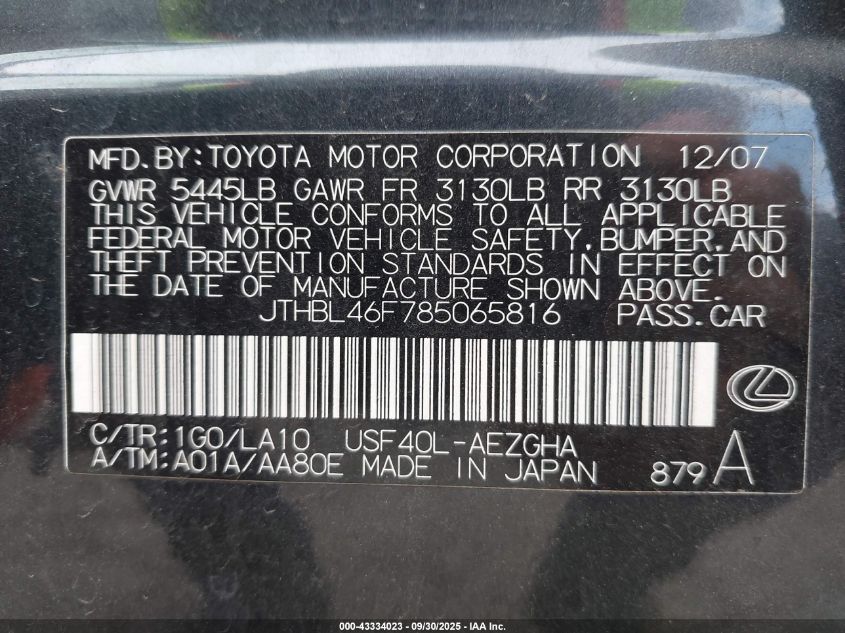 MFD.BY:TOYOTA MOTOR CORPORATION 12/07
GVWR 5445LB GAWR FR 3130LB RR 3130LB
THIS VEHICLE CONFORMS TO ALL APPLICABLE
FEDERAL MOTOR VEHICLE SAFETY,BUMPER,AND
THEFT PREVENTION STANDARDS IN EFFECT ON
THE DATE OF MANUFACTURE SHOWN ABOVE.
JTHBL46F785065816 PASS.CAR
C/TR:1G0/LA10 USF40L-AEZGHA
A/TM:A01A/AA80E MADE IN JAPAN 879A
000-43334023 - 09/30/2025 - IAA Inc.